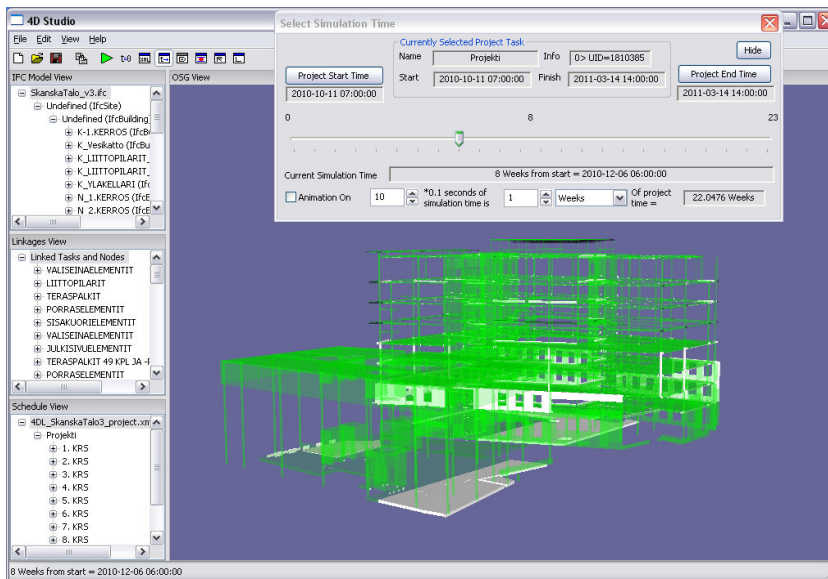 4D Studio
File Edit View Help
IFC Model View
SkanskaTalo_v3.ifc
Undefined (IfcSite)
Undefined (IfcBuilding)
K-1.KERROS (IfcB
K_Vesikatto (IfcBu
K_LIITTOPILARIT_
K_LIITTOPILARIT_
K_YLAKELLARI (Ifc
N_1.KERROS (IfcE
N_2.KERROS (IfcE
Linkages View
Linked Tasks and Nodes
VALISEINAELEMENTIT
LIITTOPILARIT
TERASPALKIT
PORRASELEMENTIT
SISAKUORIELEMENTIT
VALISEINAELEMENTIT
JULKISIVUELEMENTIT
TERASPALKIT 49 KPL JA -F
PORRASELEMENTIT
Schedule View
4DL_SkanskaTalo3_project.xm
Projekti
1. KRS
2. KRS
3. KRS
4. KRS
5. KRS
6. KRS
7. KRS
8. KRS
OSG View
Select Simulation Time
Currently Selected Project Task
Name Projekti Info 0> UID=1810385
Hide
Project Start Time Start 2010-10-11 07:00:00 Finish 2011-03-14 14:00:00 Project End Time
2010-10-11 07:00:00 2011-03-14 14:00:00
0 8 23
Current Simulation Time 8 Weeks from start = 2010-12-06 06:00:00
Animation On 10 *0.1 seconds of simulation time is 1 Weeks Of project time = 22.0476 Weeks
8 Weeks from start = 2010-12-06 06:00:00